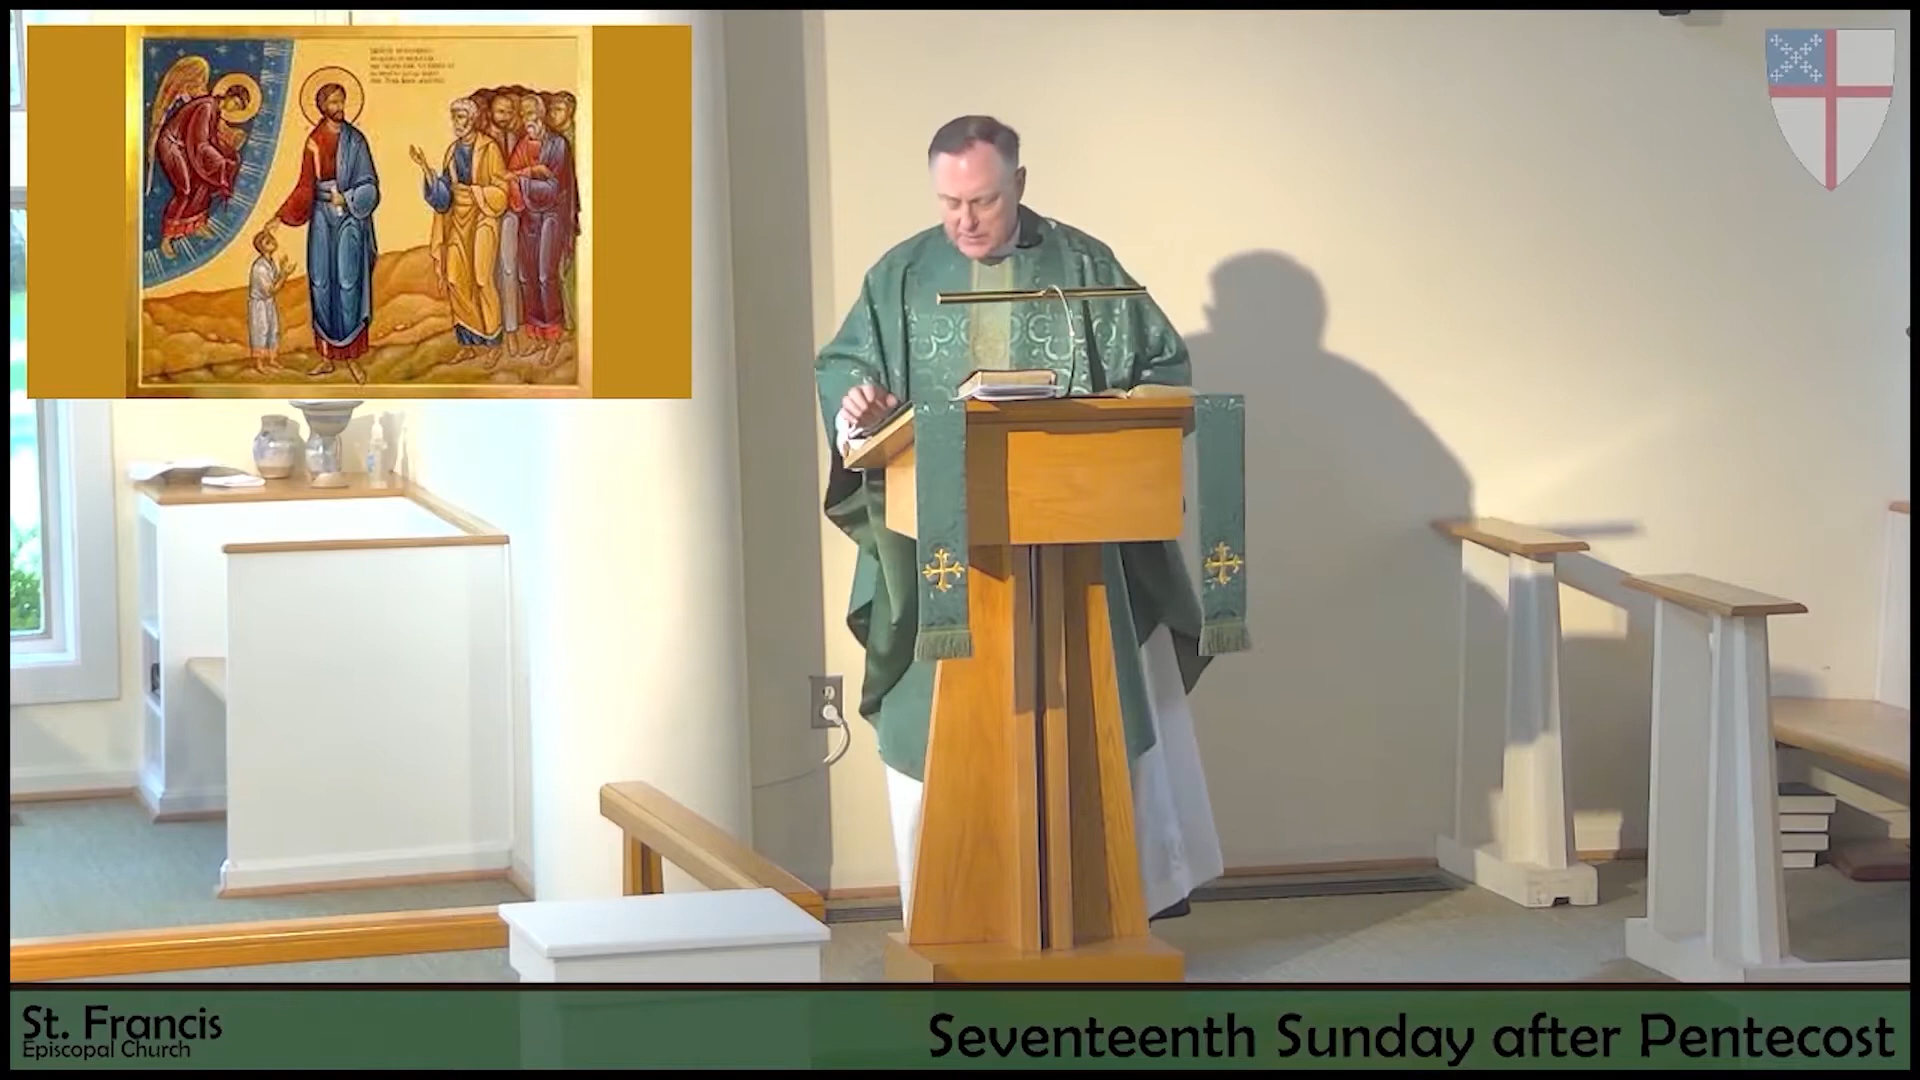 St. Francis
Episcopal Church
Seventeenth Sunday after Pentecost